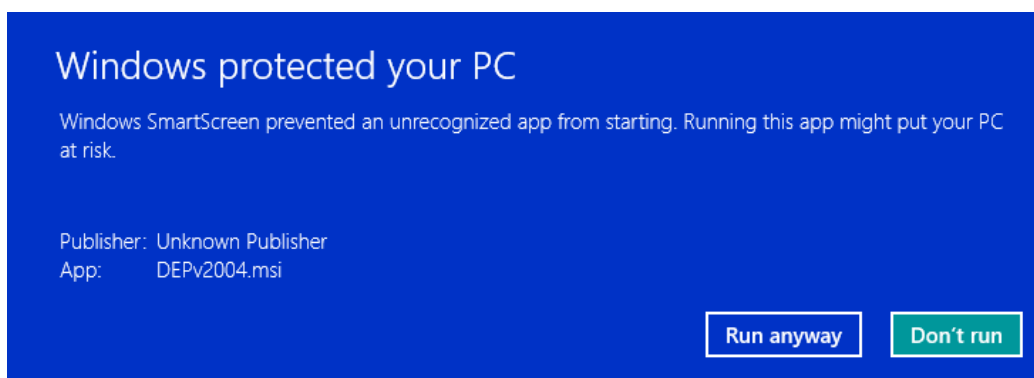 Windows protected your PC
Windows SmartScreen prevented an unrecognized app from starting. Running this app might put your PC
at risk.
Publisher: Unknown Publisher
App: DEPv2004.msi
Run anyway Don't run